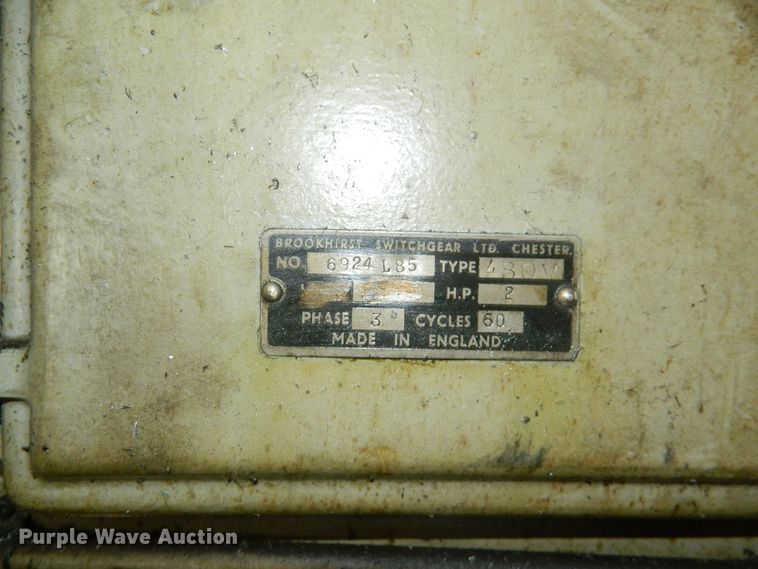 BROOKHIRST SWITCHGEAR LTD. CHESTER.
NO. 6924 L85 TYPE 480V
H.P. 2
PHASE 3 CYCLES 60
MADE IN ENGLAND
Purple Wave Auction